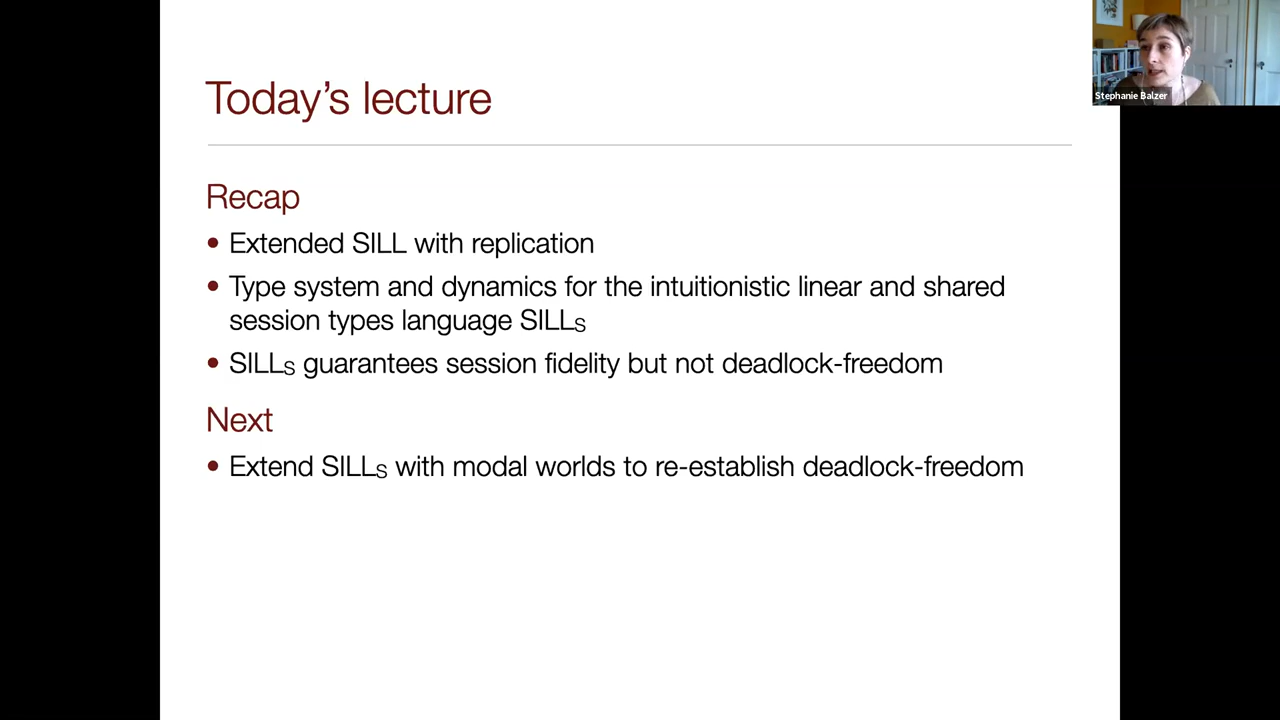 Today's lecture
Stephanie Balzer
Recap
• Extended SILL with replication
• Type system and dynamics for the intuitionistic linear and shared
session types language SILLS
• SILLS guarantees session fidelity but not deadlock-freedom
Next
• Extend SILLS with modal worlds to re-establish deadlock-freedom